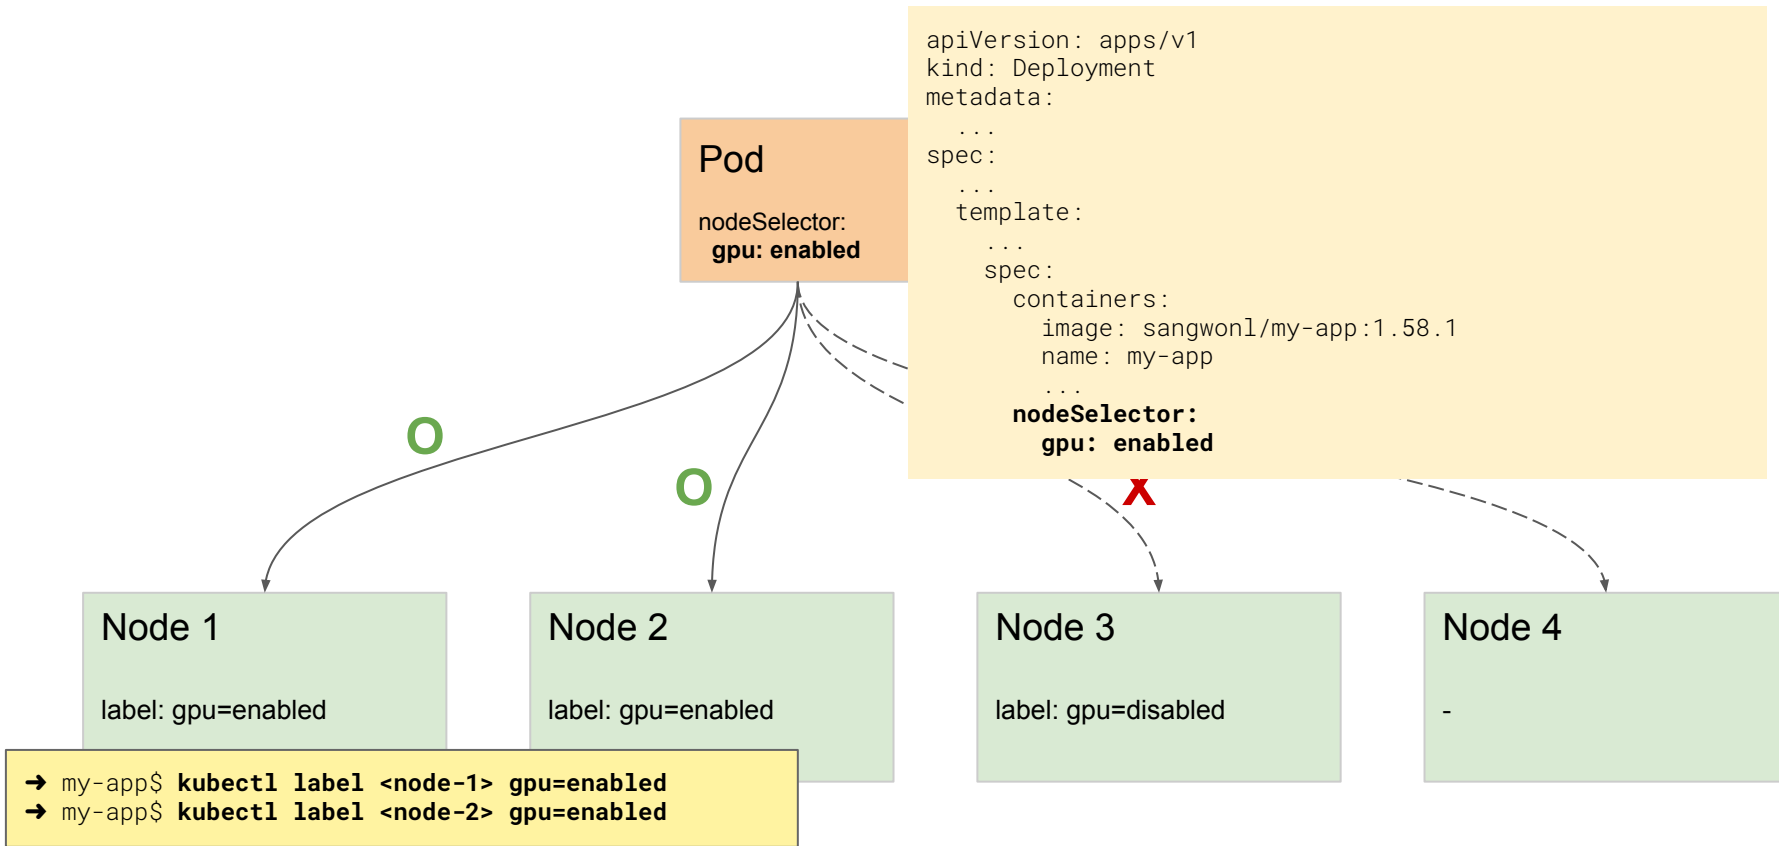 apiVersion: apps/v1
kind: Deployment
metadata:
  ...
spec:
  ...
  template:
    ...
    spec:
      containers:
        image: sangwonl/my-app:1.58.1
        name: my-app
        ...
      nodeSelector:
        gpu: enabled
Pod
nodeSelector:
  gpu: enabled
O
O
X
Node 1
label: gpu=enabled
Node 2
label: gpu=enabled
Node 3
label: gpu=disabled
Node 4
-
➜ my-app$ kubectl label <node-1> gpu=enabled
➜ my-app$ kubectl label <node-2> gpu=enabled